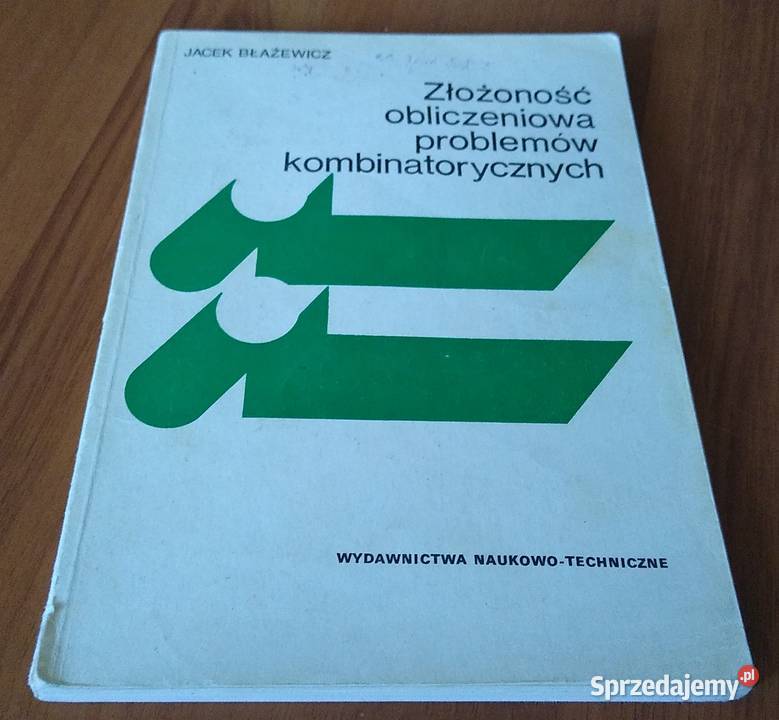 JACEK BŁAŻEWICZ
Złożoność
obliczeniowa
problemów
kombinatorycznych
WYDAWNICTWA NAUKOWO-TECHNICZNE
Sprzedajemy.pl